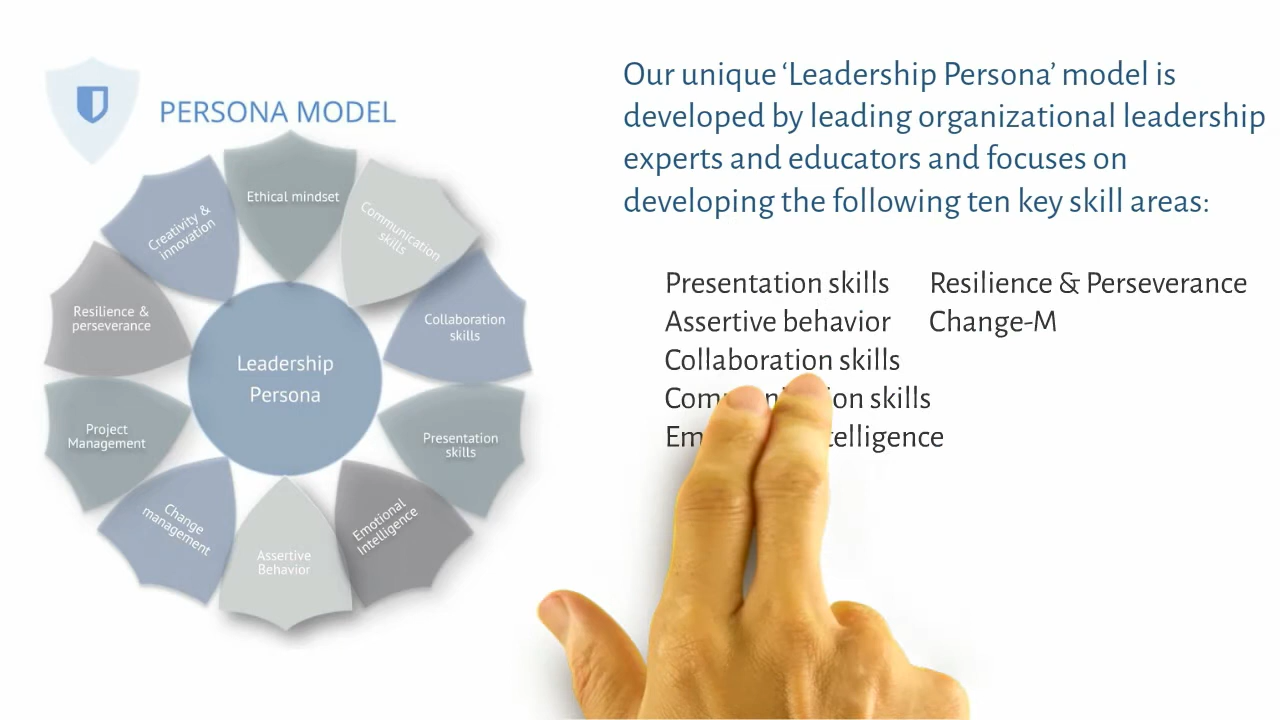 PERSONA MODEL
Ethical mindset
Communication
skills
Collaboration
skills
Presentation
skills
Emotional
Intelligence
Assertive
Behavior
Change
management
Project
Management
Resilience &
perseverance
Creativity &
innovation
Leadership
Persona
Our unique ‘Leadership Persona’ model is
developed by leading organizational leadership
experts and educators and focuses on
developing the following ten key skill areas:
Presentation skills
Assertive behavior
Collaboration skills
skills
Resilience & Perseverance
Change-M